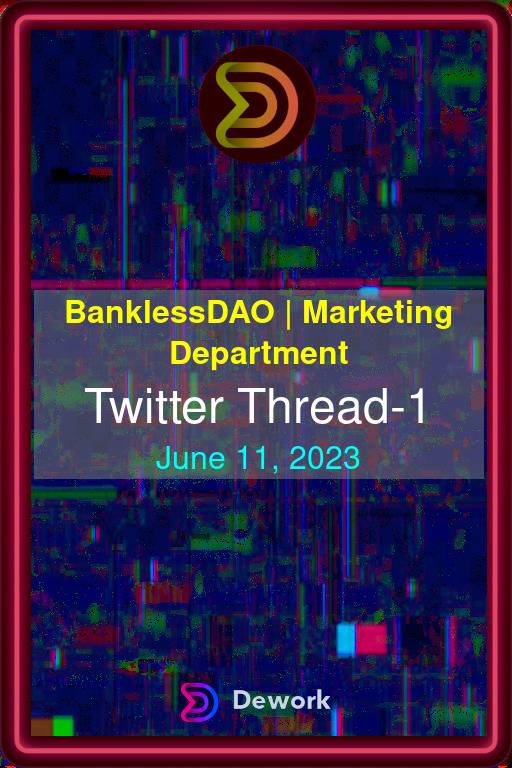 BanklessDAO | Marketing
Department
Twitter Thread-1
June 11, 2023
Dework